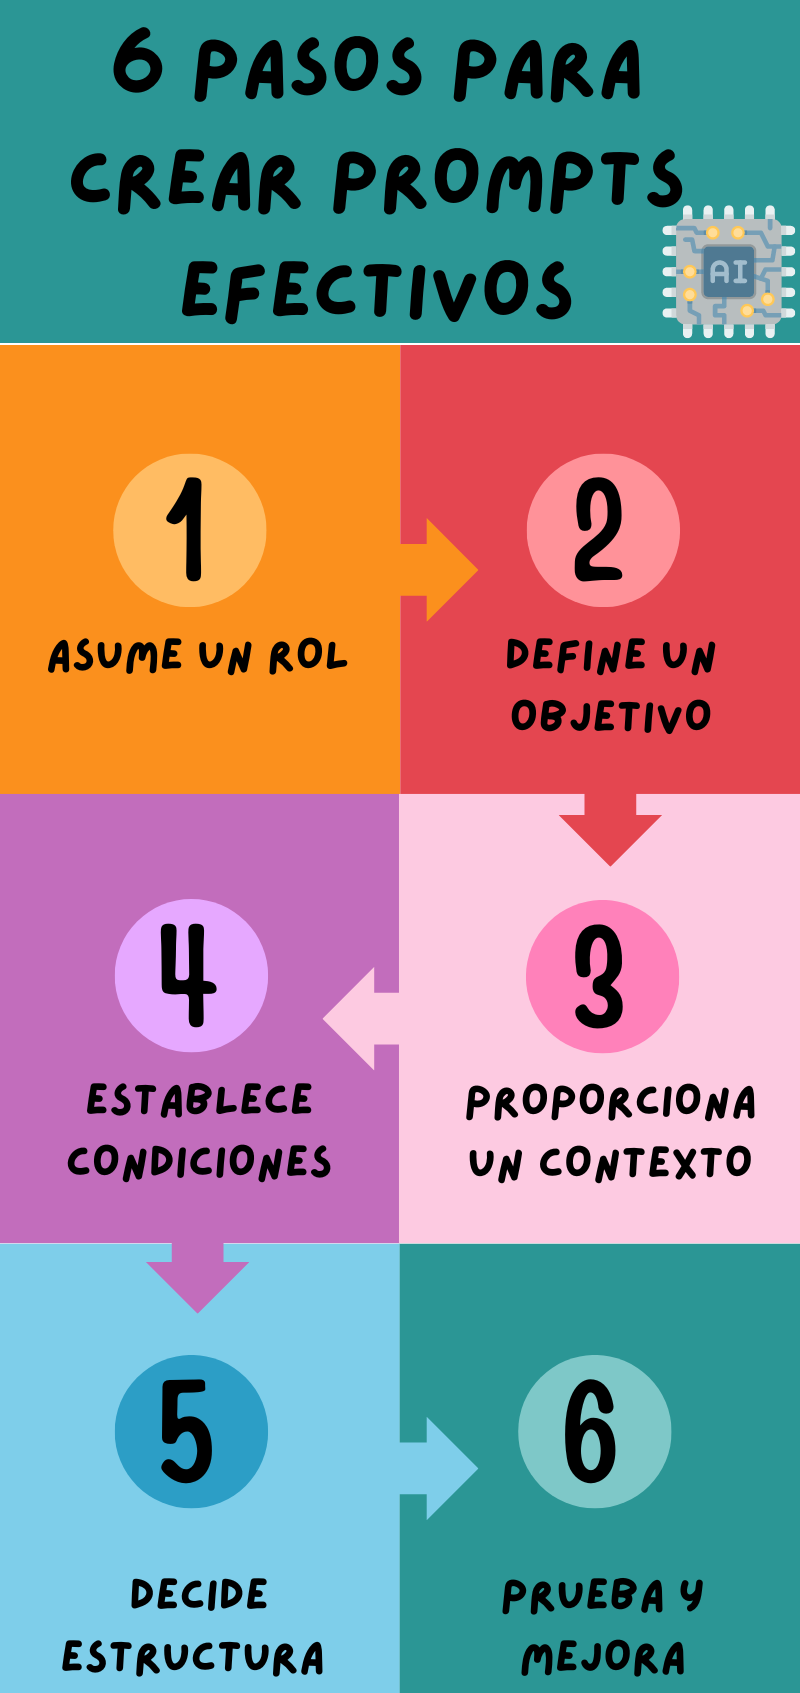 6 PASOS PARA
CREAR PROMPTS
EFECTIVOS
AI
1
ASUME UN ROL
2
DEFINE UN
OBJETIVO
3
PROPORCIONA
UN CONTEXTO
4
ESTABLECE
CONDICIONES
5
DECIDE
ESTRUCTURA
6
PRUEBA Y
MEJORA